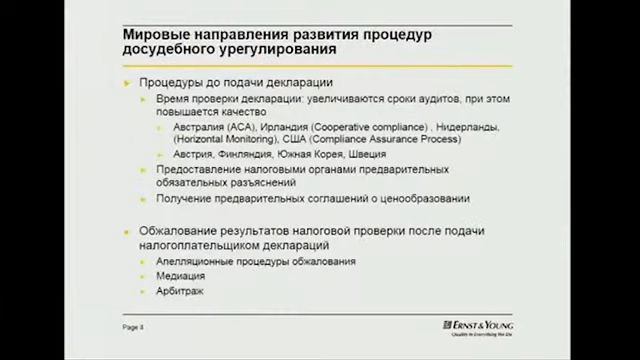 Мировые направления развития процедур
досудебного урегулирования
Процедуры до подачи декларации
Время проверки декларации: увеличиваются сроки аудитов, при этом
повышается качество
Австралия (ACA), Ирландия (Cooperative compliance) , Нидерланды,
(Horizontal Monitoring), США (Compliance Assurance Process)
Австрия, Финляндия, Южная Корея, Швеция
Предоставление налоговыми органами предварительных
обязательных разъяснений
Получение предварительных соглашений о ценообразовании
Обжалование результатов налоговой проверки после подачи
налогоплательщиком деклараций
Апелляционные процедуры обжалования
Медиация
Арбитраж
Page 8
ERNST & YOUNG
Quality In Everything We Do